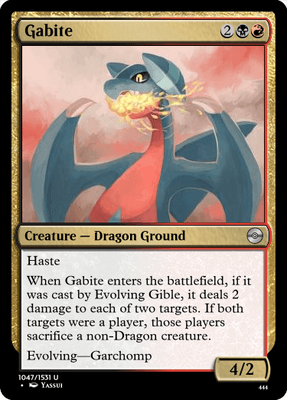 Gabite 2
Creature — Dragon Ground
Haste
When Gabite enters the battlefield, if it
was cast by Evolving Gible, it deals 2
damage to each of two targets. If both
targets were a player, those players
sacrifice a non-Dragon creature.
Evolving—Garchomp
4/2
1047/1531 U
• Yassui
444